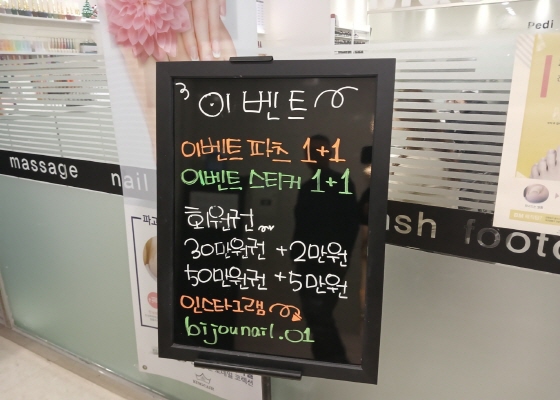 이벤트
이벤트 파츠 1+1
이벤트 스티커 1+1
회원권
30만원권 +2만원
50만원권 +5만원
인스타그램
bijounail.01
massage
nail
footc
Pedi